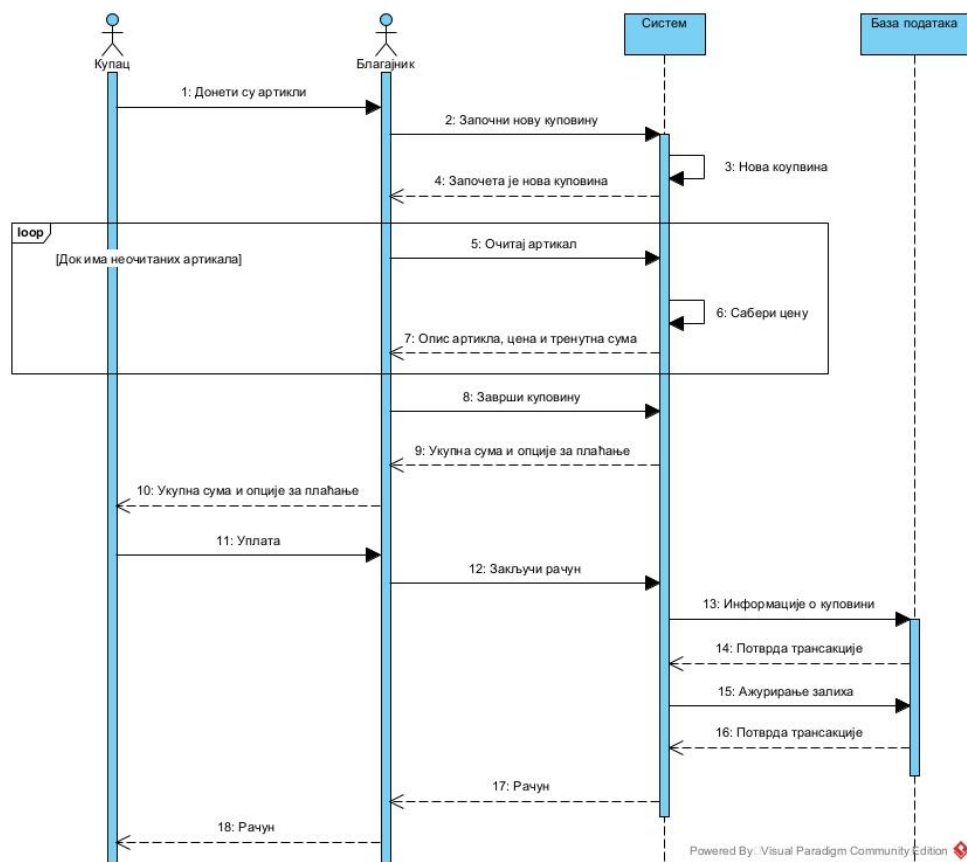 Купац
Благајник
Систем
База података
1: Донети су артикли
2: Започни нову куповину
3: Нова коупвина
4: Започета је нова куповина
loop
[Док има неочитаних артикала]
5: Очитај артикал
6: Сабери цену
7: Опис артикла, цена и тренутна сума
8: Заврши куповину
9: Укупна сума и опције за плаћање
10: Укупна сума и опције за плаћање
11: Уплата
12: Закључи рачун
13: Информације о куповини
14: Потврда трансакције
15: Ажурирање залиха
16: Потврда трансакције
17: Рачун
18: Рачун
Powered By Visual Paradigm Community Edition